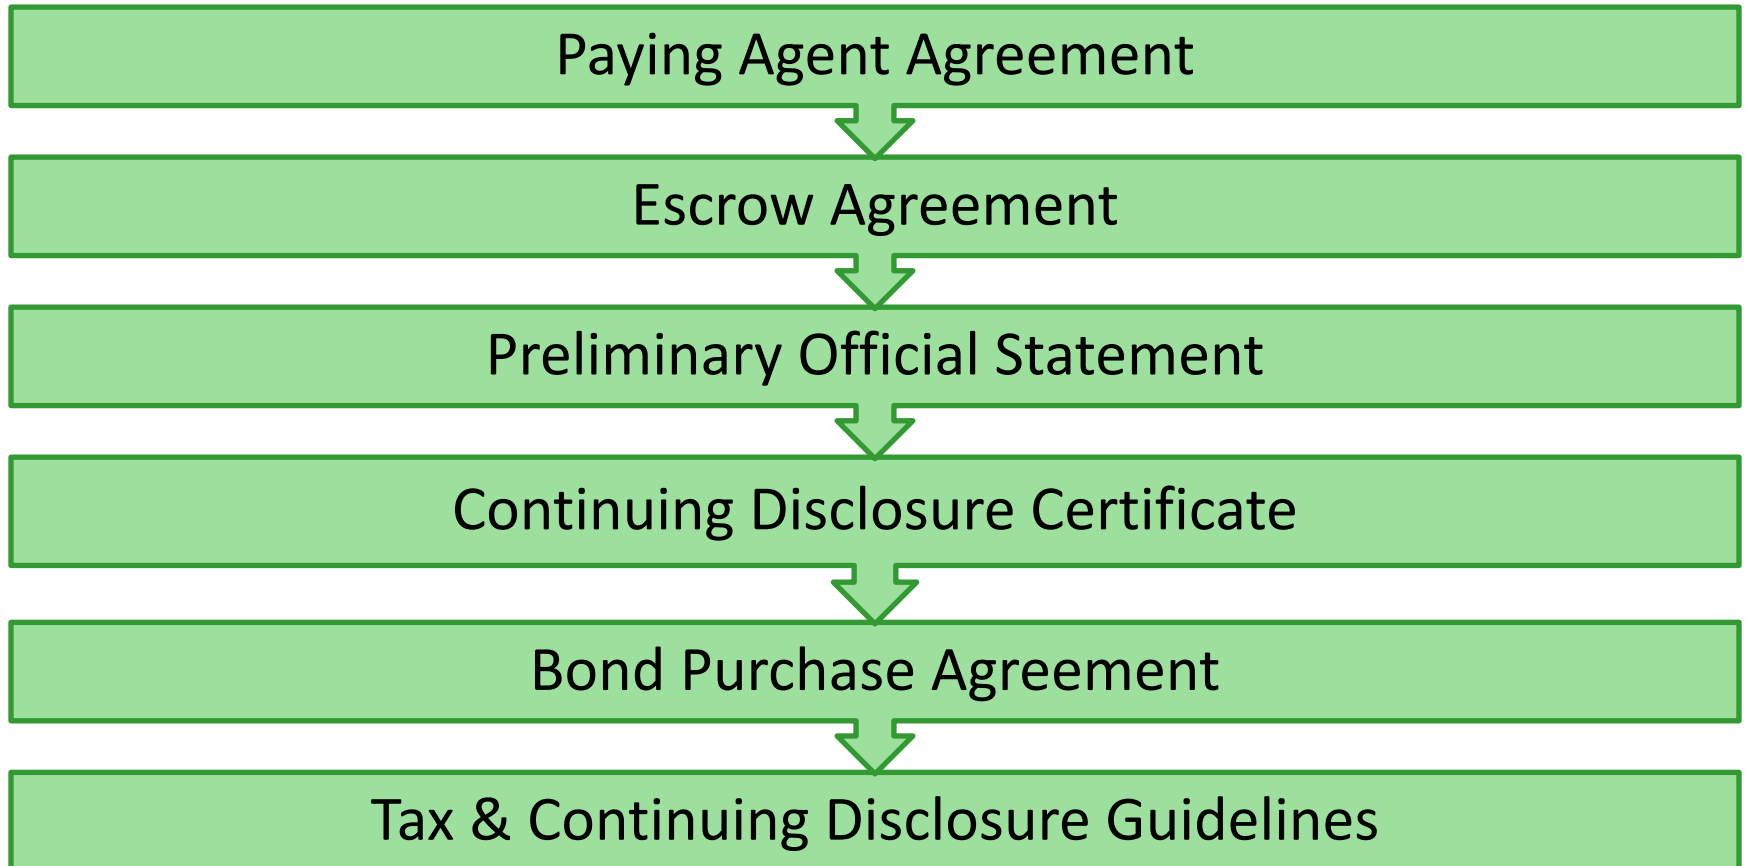 Paying Agent Agreement
Escrow Agreement
Preliminary Official Statement
Continuing Disclosure Certificate
Bond Purchase Agreement
Tax & Continuing Disclosure Guidelines